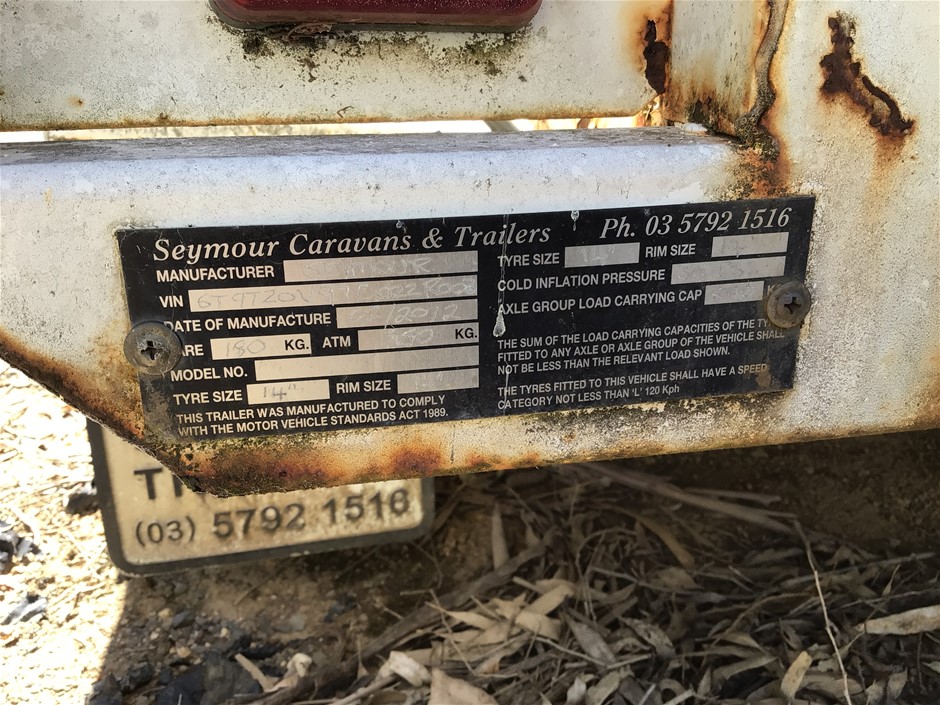 Seymour Caravans & Trailers Ph. 03 5792 1516
MANUFACTURER
VIN
DATE OF MANUFACTURE
180 KG. ATM KG.
MODEL NO.
TYRE SIZE 14" RIM SIZE
THIS TRAILER WAS MANUFACTURED TO COMPLY
WITH THE MOTOR VEHICLE STANDARDS ACT 1989.
TYRE SIZE RIM SIZE
COLD INFLATION PRESSURE
AXLE GROUP LOAD CARRYING CAP
THE SUM OF THE LOAD CARRYING CAPACITIES OF THE
FITTED TO ANY AXLE OR AXLE GROUP OF THE VEHICLE SHALL
NOT BE LESS THAN THE RELEVANT LOAD SHOWN.
THE TYRES FITTED TO THIS VEHICLE SHALL HAVE A SPEED
CATEGORY NOT LESS THAN 'L' 120 Kph
(03) 5792 1516